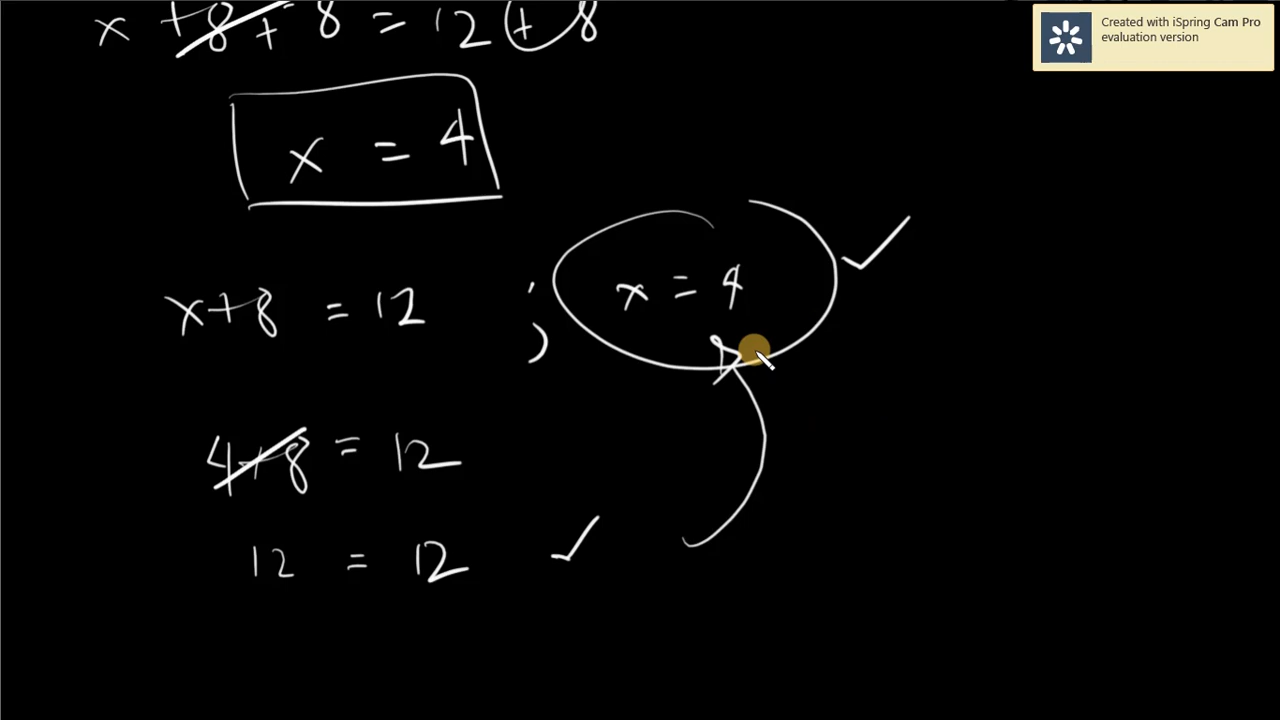 x + 8 + - 8 = 12 + - 8
Created with iSpring Cam Pro
evaluation version
x = 4
x+8 = 12 ; x = 4 ✓
4+8 = 12
12 = 12 ✓